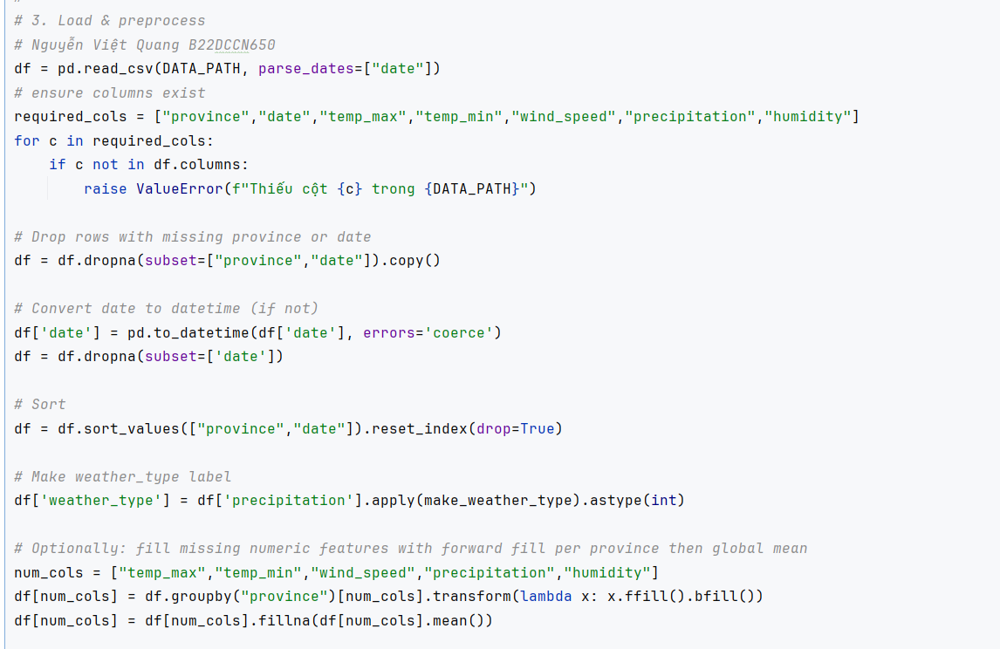 # 3. Load & preprocess
# Nguyễn Việt Quang B22DCCN650
df = pd.read_csv(DATA_PATH, parse_dates=["date"])
# ensure columns exist
required_cols = ["province","date","temp_max","temp_min","wind_speed","precipitation","humidity"]
for c in required_cols:
    if c not in df.columns:
        raise ValueError(f"Thiếu cột {c} trong {DATA_PATH}")
# Drop rows with missing province or date
df = df.dropna(subset=["province","date"]).copy()
# Convert date to datetime (if not)
df['date'] = pd.to_datetime(df['date'], errors='coerce')
df = df.dropna(subset=['date'])
# Sort
df = df.sort_values(["province","date"]).reset_index(drop=True)
# Make weather_type label
df['weather_type'] = df['precipitation'].apply(make_weather_type).astype(int)
# Optionally: fill missing numeric features with forward fill per province then global mean
num_cols = ["temp_max","temp_min","wind_speed","precipitation","humidity"]
df[num_cols] = df.groupby("province")[num_cols].transform(lambda x: x.ffill().bfill())
df[num_cols] = df[num_cols].fillna(df[num_cols].mean())